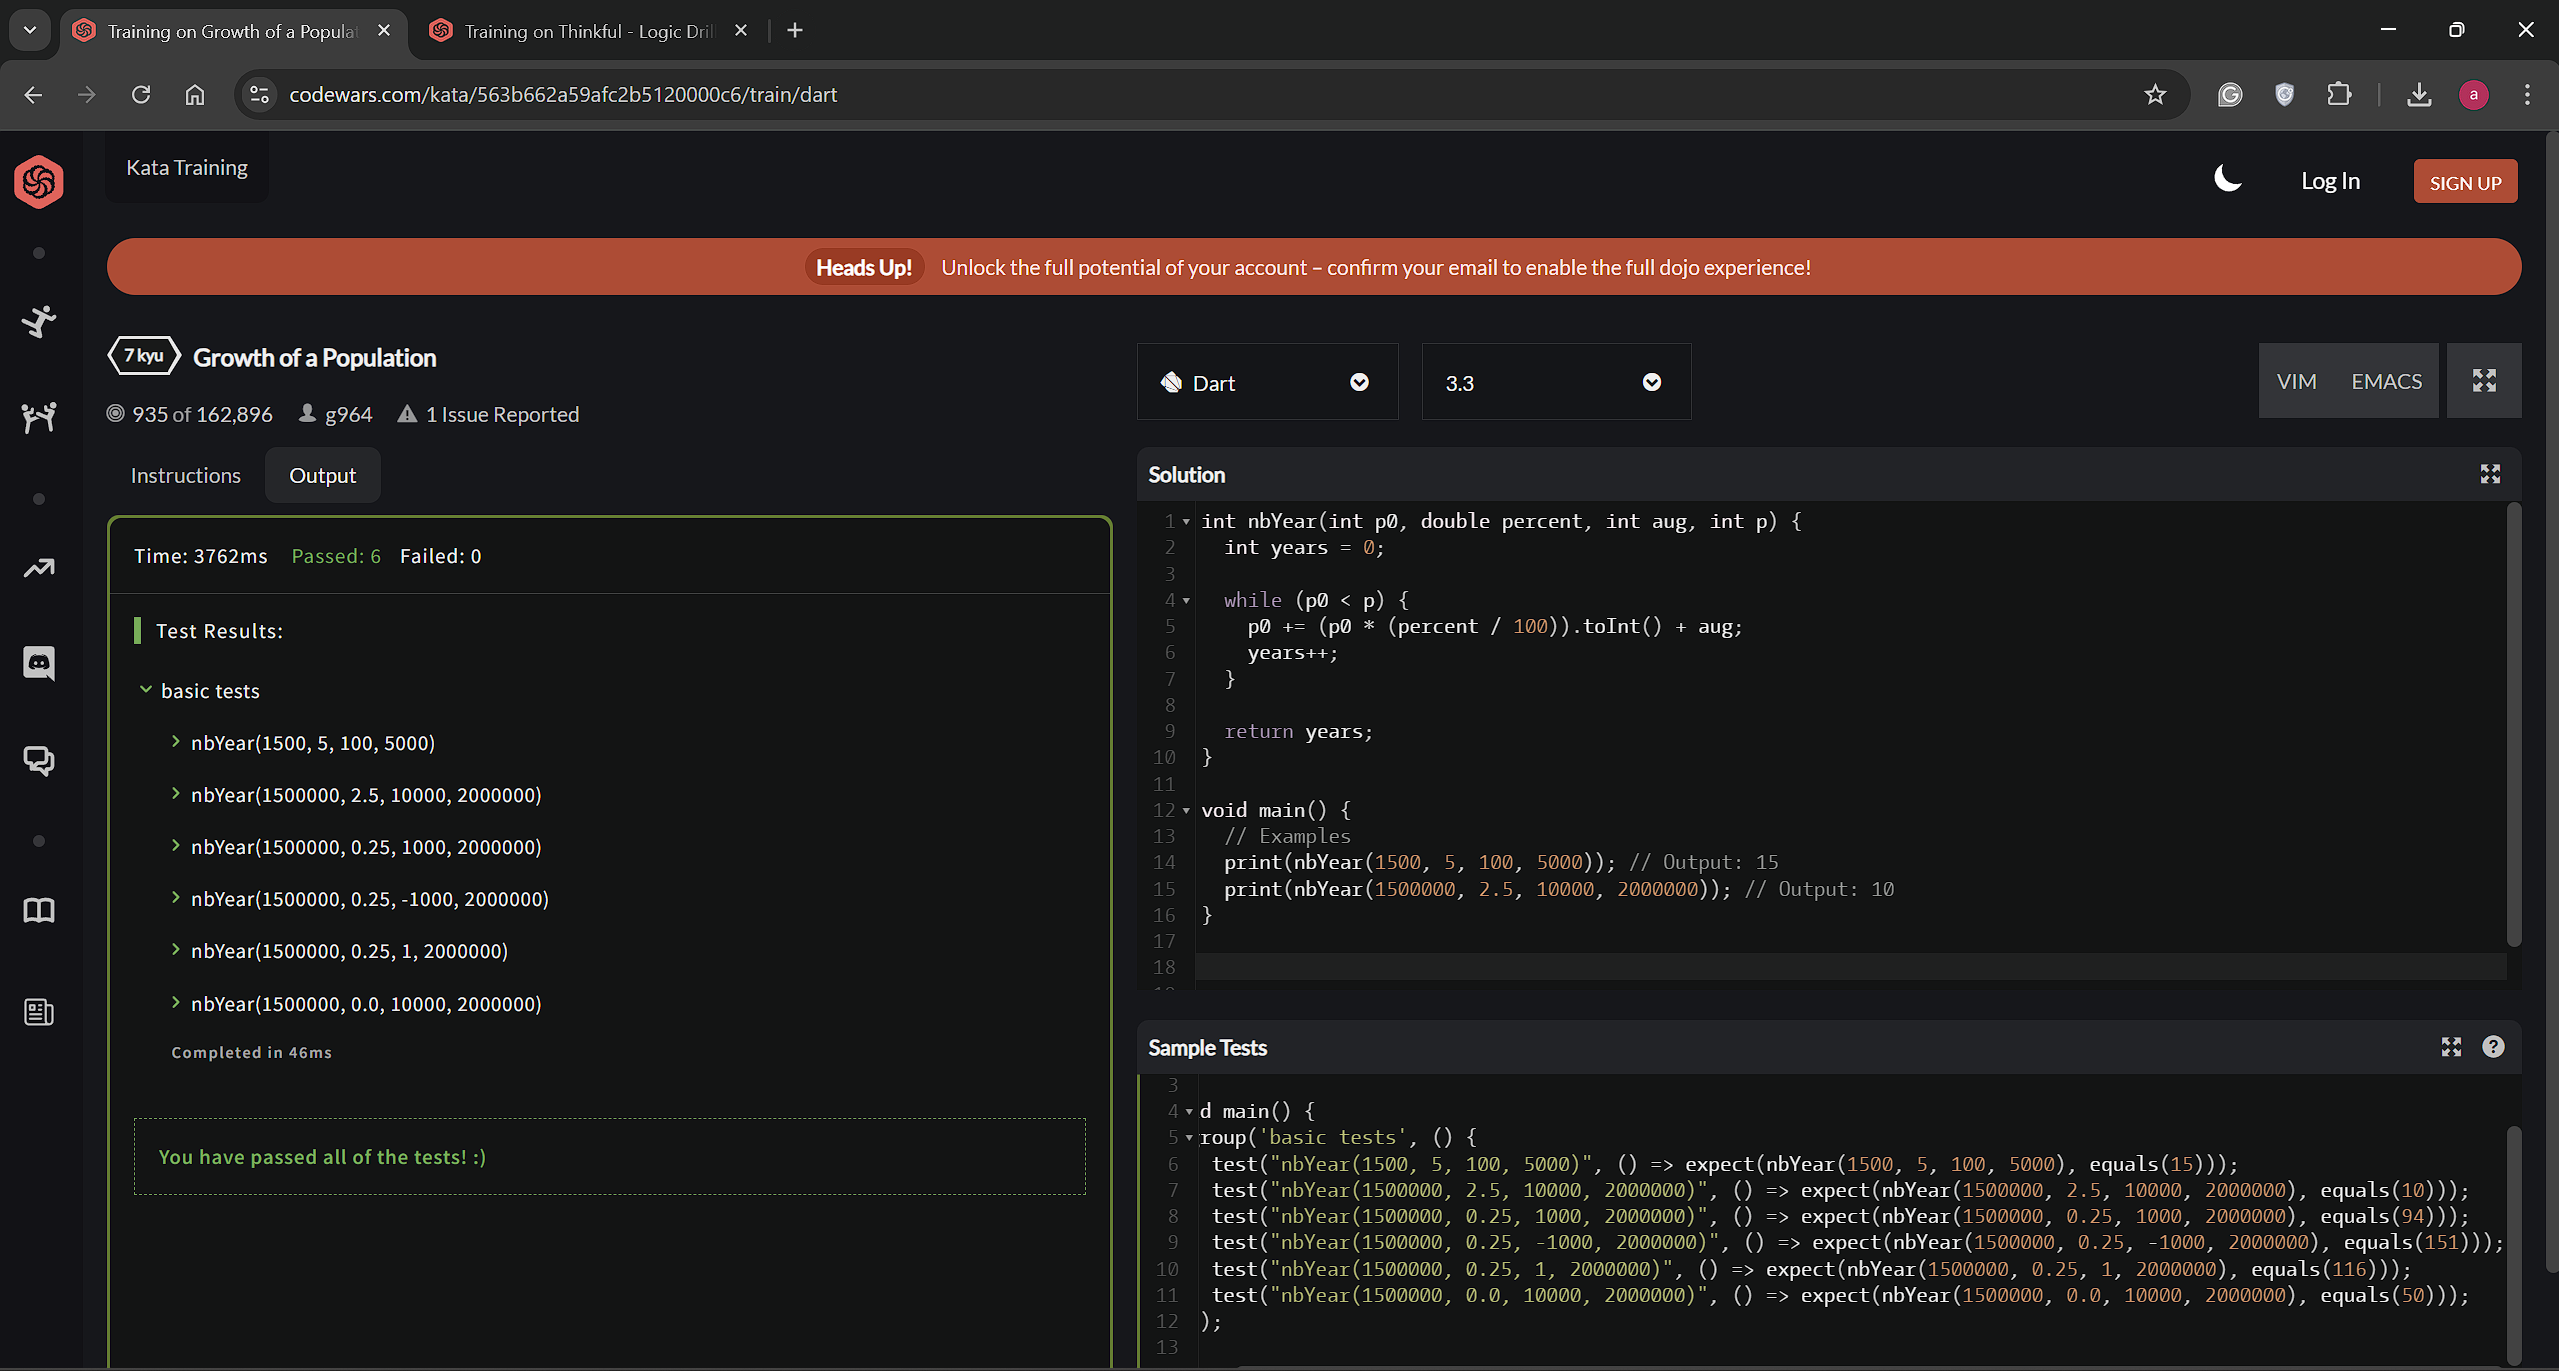 Training on Growth of a Populat
Training on Thinkful - Logic Dril
codewars.com/kata/563b662a59afc2b5120000c6/train/dart
a
Kata Training
Log In
SIGN UP
Heads Up! Unlock the full potential of your account – confirm your email to enable the full dojo experience!
7 kyu Growth of a Population
935 of 162,896 g964 1 Issue Reported
Instructions Output
Time: 3762ms Passed: 6 Failed: 0
Test Results:
basic tests
nbYear(1500, 5, 100, 5000)
nbYear(1500000, 2.5, 10000, 2000000)
nbYear(1500000, 0.25, 1000, 2000000)
nbYear(1500000, 0.25, -1000, 2000000)
nbYear(1500000, 0.25, 1, 2000000)
nbYear(1500000, 0.0, 10000, 2000000)
Completed in 46ms
You have passed all of the tests! :)
Dart 3.3 VIM EMACS
Solution
1 int nbYear(int p0, double percent, int aug, int p) {
2 int years = 0;
3
4 while (p0 < p) {
5 p0 += (p0 * (percent / 100)).toInt() + aug;
6 years++;
7 }
8
9 return years;
10 }
11
12 void main() {
13 // Examples
14 print(nbYear(1500, 5, 100, 5000)); // Output: 15
15 print(nbYear(1500000, 2.5, 10000, 2000000)); // Output: 10
16 }
17
18
Sample Tests
3
4 d main() {
5 roup('basic tests', () {
6 test("nbYear(1500, 5, 100, 5000)", () => expect(nbYear(1500, 5, 100, 5000), equals(15)));
7 test("nbYear(1500000, 2.5, 10000, 2000000)", () => expect(nbYear(1500000, 2.5, 10000, 2000000), equals(10)));
8 test("nbYear(1500000, 0.25, 1000, 2000000)", () => expect(nbYear(1500000, 0.25, 1000, 2000000), equals(94)));
9 test("nbYear(1500000, 0.25, -1000, 2000000)", () => expect(nbYear(1500000, 0.25, -1000, 2000000), equals(151)));
10 test("nbYear(1500000, 0.25, 1, 2000000)", () => expect(nbYear(1500000, 0.25, 1, 2000000), equals(116)));
11 test("nbYear(1500000, 0.0, 10000, 2000000)", () => expect(nbYear(1500000, 0.0, 10000, 2000000), equals(50)));
12 );
13